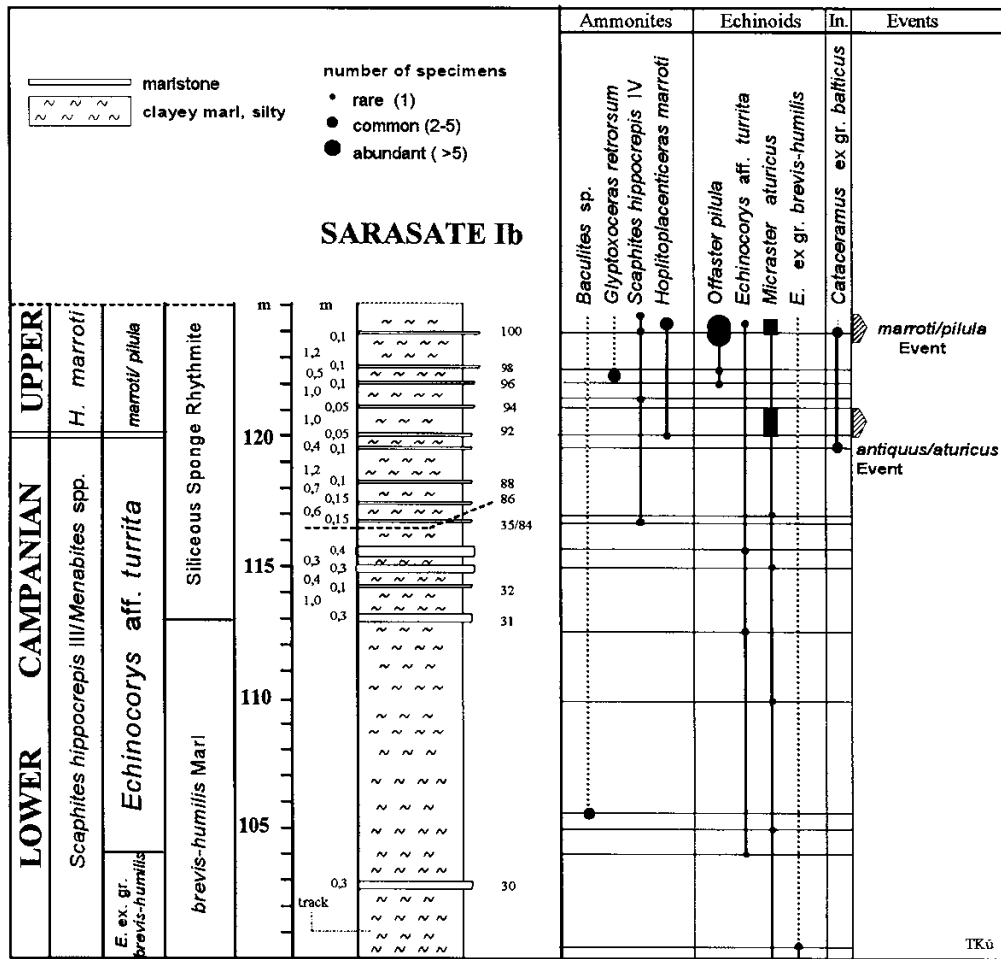 Ammonites Echinoids In. Events
marlstone
clayey marl, silty
number of specimens
rare (1)
common (2-5)
abundant ( >5)
SARASATE Ib
Baculites sp.
Glyptoxoceras retrorsum
Scaphites hippocrepis IV
Hoplitoplacenticeras marroti
Offaster pilula
Echinocorys aff. turrita
Micraster aturicus
E. ex gr. brevis-humilis
Cataceramus ex gr. balticus
marroti/pilula
Event
antiquus/aturicus
Event
UPPER
LOWER CAMPANIAN
H. marroti
Scaphites hippocrepis III/Menabites spp.
marroti/ pilula
Echinocorys aff. turrita
E. ex. gr.
brevis-humilis
Siliceous Sponge Rhythmite
brevis-humilis Marl
m
120
115
110
105
m
0,1
1,2
0,1
0,5
0,1
1,0
0,05
1,0
0,05
0,4
0,1
1,2
0,1
0,7
0,15
0,6
0,15
0,4
0,3
0,3
0,4
0,1
1,0
0,3
0,3
track
100
98
96
94
92
88
86
35/84
32
31
30
TKü